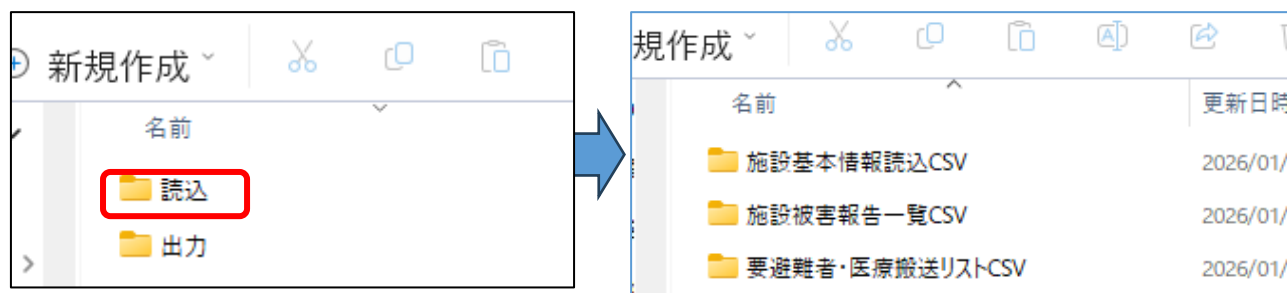 新規作成
名前
読込
出力
規作成
名前 更新日時
施設基本情報読込CSV 2026/01/
施設被害報告一覧CSV 2026/01/
要避難者・医療搬送リストCSV 2026/01/